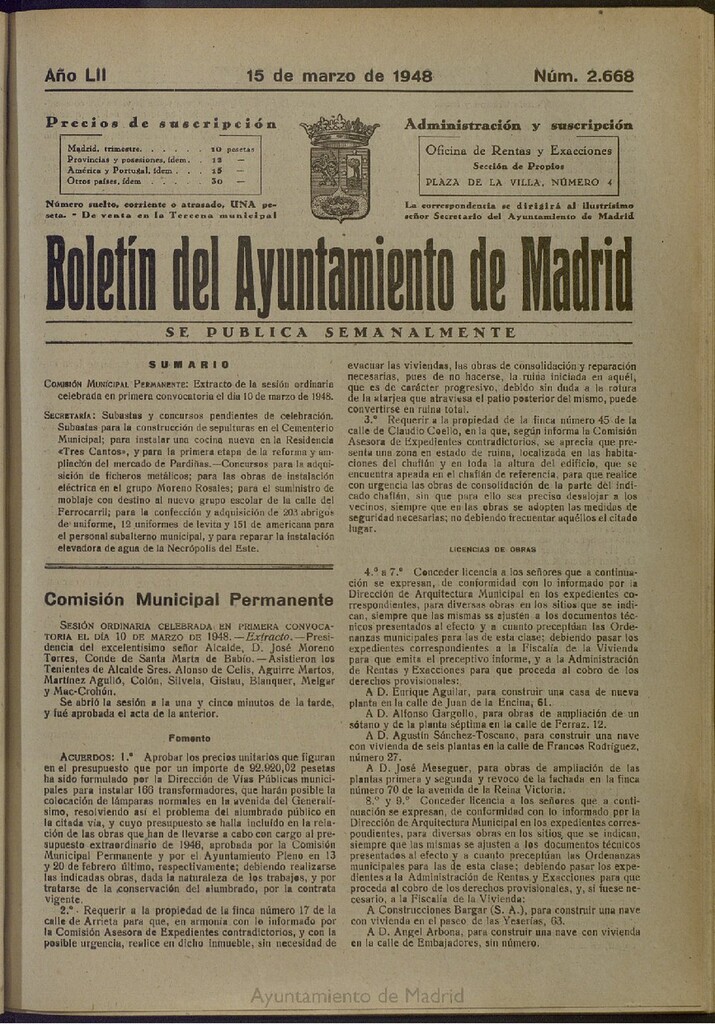 Año LII
15 de marzo de 1948
Núm. 2.668
Precios de suscripción
Madrid, trimestre. . . . . . 10 pesetas
Provincias y posesiones, ídem. . 12 —
América y Portugal, ídem . . . 15 —
Otros países, ídem . . . . . 30 —
Número suelto, corriente o atrasado, UNA pe-
seta. - De venta en la Tercena municipal
Administración y suscripción
Oficina de Rentas y Exacciones
Sección de Propios
PLAZA DE LA VILLA, NÚMERO 4
La correspondencia se dirigirá al ilustrísimo
señor Secretario del Ayuntamiento de Madrid
Boletín del Ayuntamiento de Madrid
SE PUBLICA SEMANALMENTE
SUMARIO
COMISIÓN MUNICIPAL PERMANENTE: Extracto de la sesión ordinaria
celebrada en primera convocatoria el día 10 de marzo de 1948.
SECRETARÍA: Subastas y concursos pendientes de celebración.
Subastas para la construcción de sepulturas en el Cementerio
Municipal; para instalar una cocina nueva en la Residencia
«Tres Cantos», y para la primera etapa de la reforma y am-
pliación del mercado de Pardiñas.—Concursos para la adqui-
sición de ficheros metálicos; para las obras de instalación
eléctrica en el grupo Moreno Rosales; para el suministro de
moblaje con destino al nuevo grupo escolar de la calle del
Ferrocarril; para la confección y adquisición de 203 abrigos
de uniforme, 12 uniformes de levita y 151 de americana para
el personal subalterno municipal, y para reparar la instalación
elevadora de agua de la Necrópolis del Este.
Comisión Municipal Permanente
SESIÓN ORDINARIA CELEBRADA EN PRIMERA CONVOCA-
TORIA EL DÍA 10 DE MARZO DE 1948.—Extracto.—Presi-
dencia del excelentísimo señor Alcalde, D. José Moreno
Torres, Conde de Santa Marta de Babío.—Asistieron los
Tenientes de Alcalde Sres. Alonso de Celis, Aguirre Martos,
Martínez Agulló, Colón, Silvela, Gistau, Blanquer, Melgar
y Mac-Crohón.
Se abrió la sesión a la una y cinco minutos de la tarde,
y fué aprobada el acta de la anterior.
Fomento
ACUERDOS: 1.º Aprobar los precios unitarios que figuran
en el presupuesto que por un importe de 92.920,02 pesetas
ha sido formulado por la Dirección de Vías Públicas munici-
pales para instalar 166 transformadores, que harán posible la
colocación de lámparas normales en la avenida del Generalí-
simo, resolviendo así el problema del alumbrado público en
la citada vía, y cuyo presupuesto se halla incluído en la rela-
ción de las obras que han de llevarse a cabo con cargo al pre-
supuesto extraordinario de 1946, aprobada por la Comisión
Municipal Permanente y por el Ayuntamiento Pleno en 13
y 20 de febrero último, respectivamente; debiendo realizarse
las indicadas obras, dada la naturaleza de los trabajos, y por
tratarse de la conservación del alumbrado, por la contrata
vigente.
2.º Requerir a la propiedad de la finca número 17 de la
calle de Arrieta para que, en armonía con lo informado por
la Comisión Asesora de Expedientes contradictorios, y con la
posible urgencia, realice en dicho inmueble, sin necesidad de
evacuar las viviendas, las obras de consolidación y reparación
necesarias, pues de no hacerse, la ruina iniciada en aquél,
que es de carácter progresivo, debido sin duda a la rotura
de la atarjea que atraviesa el patio posterior del mismo, puede
convertirse en ruina total.
3.º Requerir a la propiedad de la finca número 45 de la
calle de Claudio Coello, en la que, según informa la Comisión
Asesora de Expedientes contradictorios, se aprecia que pre-
senta una zona en estado de ruina, localizada en las habita-
ciones del chaflán y en toda la altura del edificio, que se
encuentra apeada en el chaflán de referencia, para que realice
con urgencia las obras de consolidación de la parte del indi-
cado chaflán, sin que para ello sea preciso desalojar a los
vecinos, siempre que en las obras se adopten las medidas de
seguridad necesarias; no debiendo frecuentar aquéllos el citado
lugar.
LICENCIAS DE OBRAS
4.º a 7.º Conceder licencia a los señores que a continua-
ción se expresan, de conformidad con lo informado por la
Dirección de Arquitectura Municipal en los expedientes co-
rrespondientes, para diversas obras en los sitios que se indi-
can, siempre que las mismas se ajusten a los documentos téc-
nicos presentados al efecto y a cuanto preceptúan las Orde-
nanzas municipales para las de esta clase; debiendo pasar los
expedientes correspondientes a la Fiscalía de la Vivienda
para que emita el preceptivo informe, y a la Administración
de Rentas y Exacciones para que proceda al cobro de los
derechos provisionales:
A D. Enrique Aguilar, para construir una casa de nueva
planta en la calle de Juan de la Encina, 61.
A D. Alfonso Gargollo, para obras de ampliación de un
sótano y de la planta séptima en la calle de Ferraz, 12.
A D. Agustín Sánchez-Toscano, para construir una nave
con vivienda de seis plantas en la calle de Francos Rodríguez,
número 27.
A D. José Meseguer, para obras de ampliación de las
plantas primera y segunda y revoco de la fachada en la finca
número 70 de la avenida de la Reina Victoria.
8.º y 9.º Conceder licencia a los señores que a conti-
nuación se expresan, de conformidad con lo informado por la
Dirección de Arquitectura Municipal en los expedientes corres-
pondientes, para diversas obras en los sitios que se indican,
siempre que las mismas se ajusten a los documentos técnicos
presentados al efecto y a cuanto preceptúan las Ordenanzas
municipales para las de esta clase; debiendo pasar los expe-
dientes a la Administración de Rentas y Exacciones para que
proceda al cobro de los derechos provisionales, y, si fuese ne-
cesario, a la Fiscalía de la Vivienda:
A Construcciones Bargar (S. A.), para construir una nave
con vivienda en el paseo de las Yeserías, 63.
A D. Angel Arbona, para construir una nave con vivienda
en la calle de Embajadores, sin número.
Ayuntamiento de Madrid